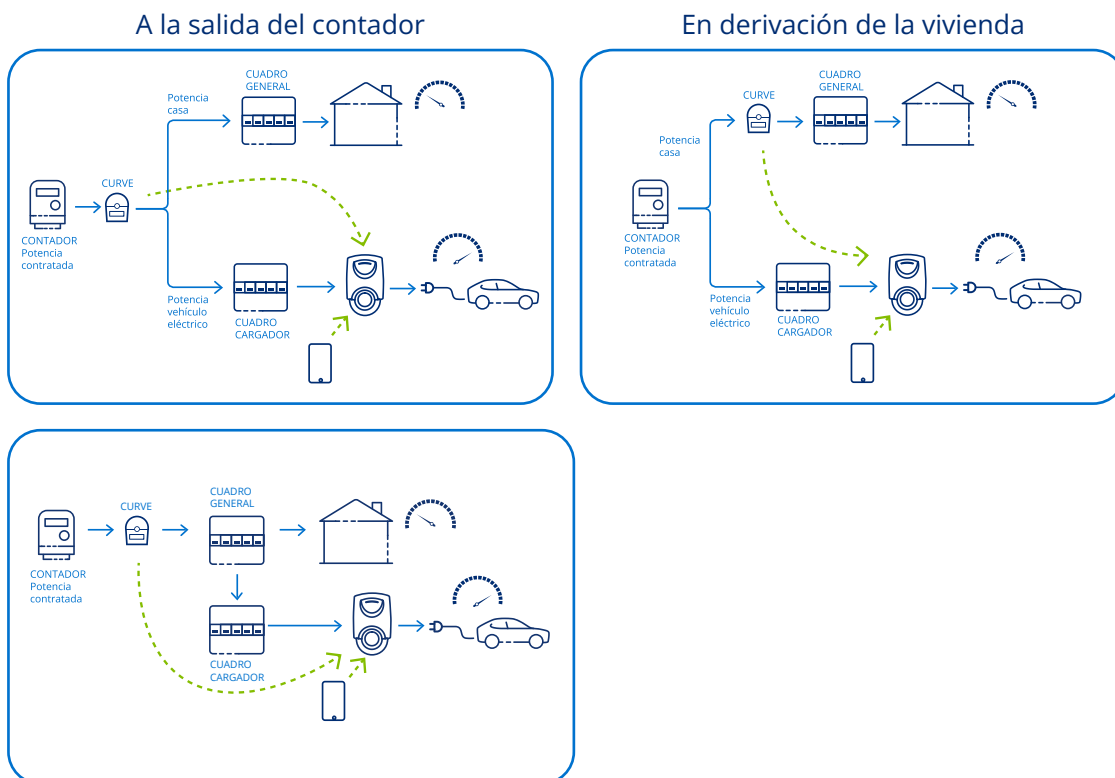 A la salida del contador
En derivación de la vivienda
CUADRO
GENERAL
Potencia
casa
CURVE
CONTADOR
Potencia
contratada
Potencia
vehículo
eléctrico
CUADRO
CARGADOR
CUADRO
GENERAL
CURVE
Potencia
casa
CONTADOR
Potencia
contratada
Potencia
vehículo
eléctrico
CUADRO
CARGADOR
CUADRO
GENERAL
CURVE
CONTADOR
Potencia
contratada
CUADRO
CARGADOR